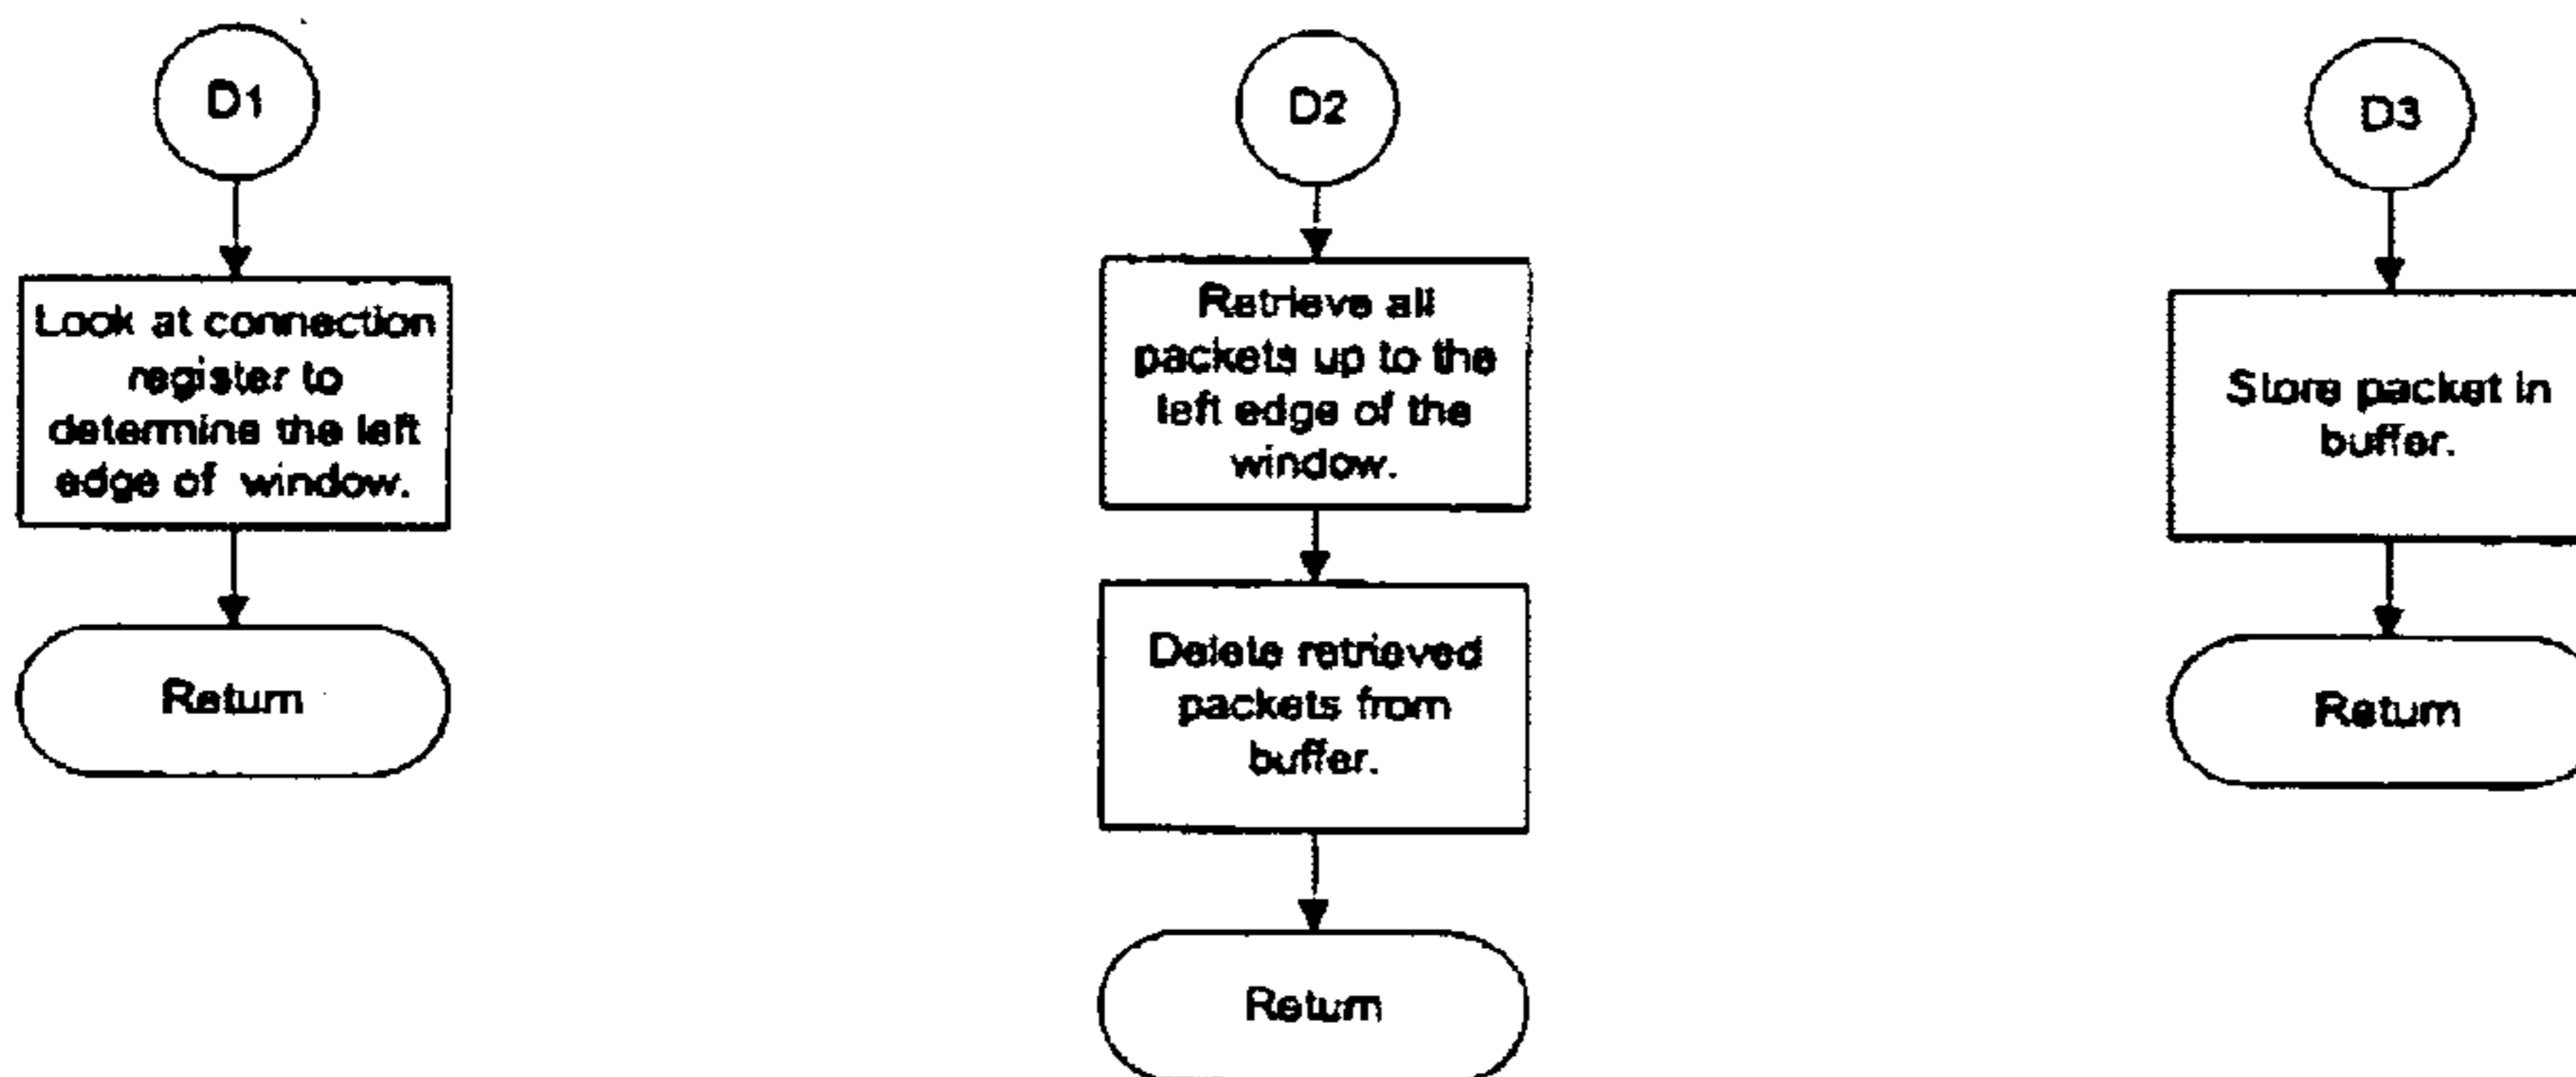 D1
Look at connection
register to
determine the left
edge of window.
Return
D2
Retrieve all
packets up to the
left edge of the
window.
Delete retrieved
packets from
buffer.
Return
D3
Store packet in
buffer.
Return